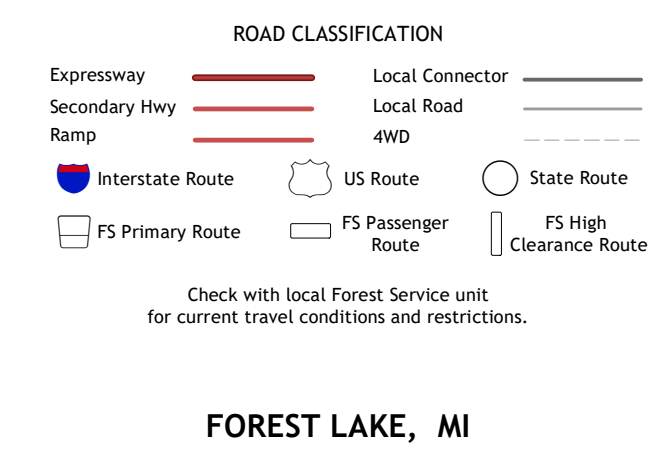 ROAD CLASSIFICATION
Expressway
Local Connector
Secondary Hwy
Local Road
Ramp
4WD
Interstate Route
US Route
State Route
FS Primary Route
FS Passenger
Route
FS High
Clearance Route
Check with local Forest Service unit
for current travel conditions and restrictions.
FOREST LAKE, MI